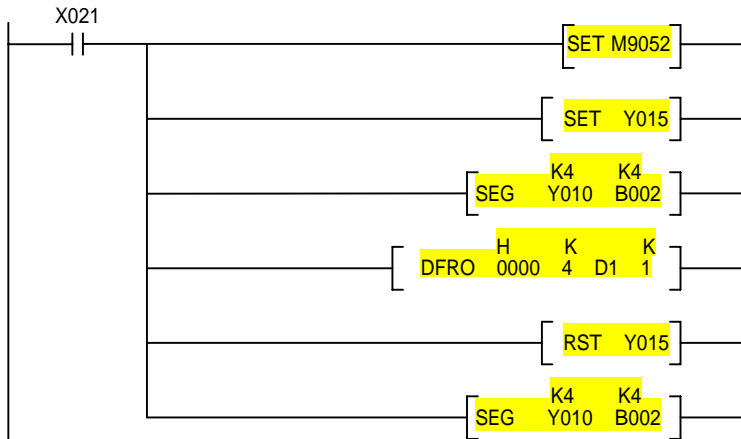 X021
SET M9052
SET Y015
K4 K4
SEG Y010 B002
H K K
DFRO 0000 4 D1 1
RST Y015
K4 K4
SEG Y010 B002